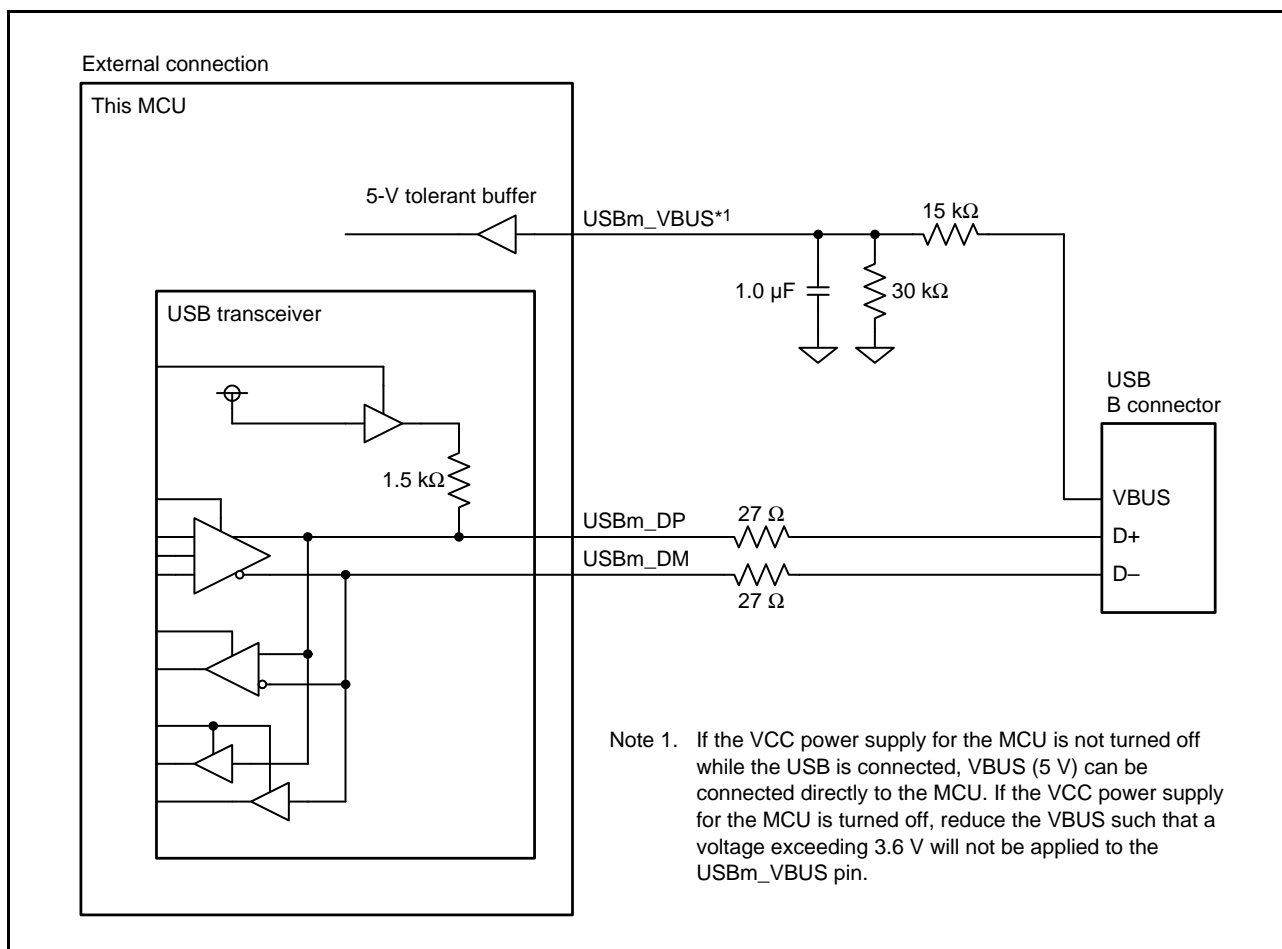 External connection
This MCU
5-V tolerant buffer
USBm_VBUS*1
15 kΩ
1.0 µF
30 kΩ
USB transceiver
USB
B connector
1.5 kΩ
VBUS
USBm_DP
27 Ω
D+
USBm_DM
27 Ω
D–
Note 1. If the VCC power supply for the MCU is not turned off
while the USB is connected, VBUS (5 V) can be
connected directly to the MCU. If the VCC power supply
for the MCU is turned off, reduce the VBUS such that a
voltage exceeding 3.6 V will not be applied to the
USBm_VBUS pin.